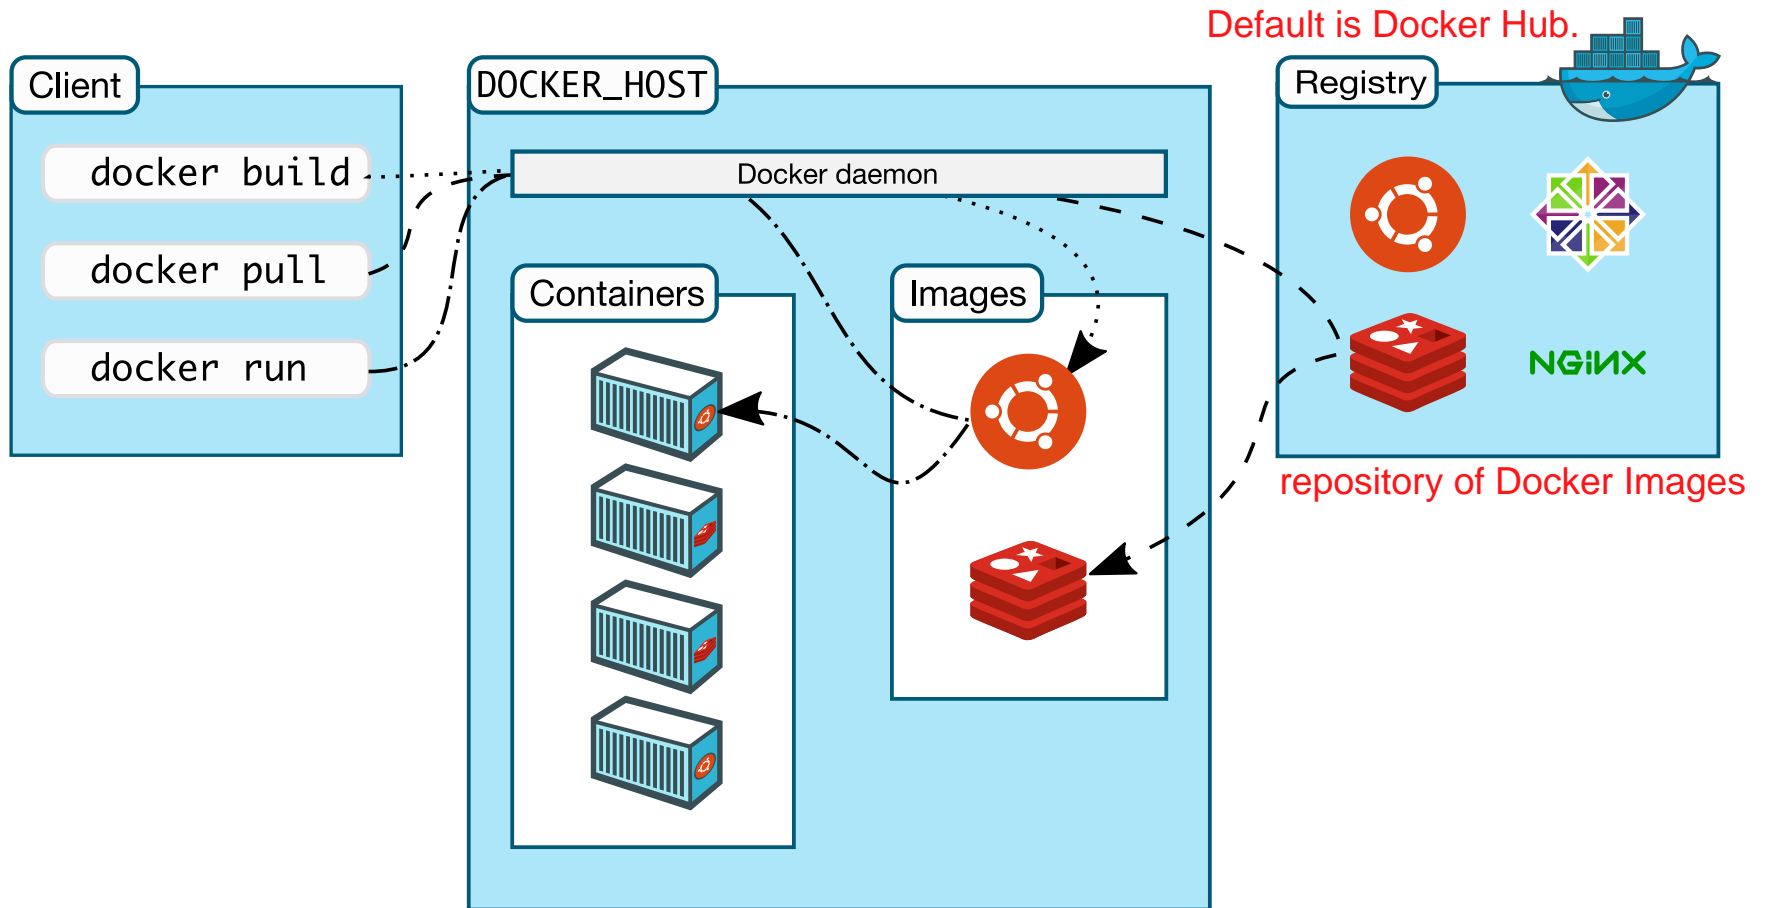 Default is Docker Hub.
Client
DOCKER_HOST
Registry
docker build
Docker daemon
docker pull
Containers
Images
docker run
NGiNX
repository of Docker Images